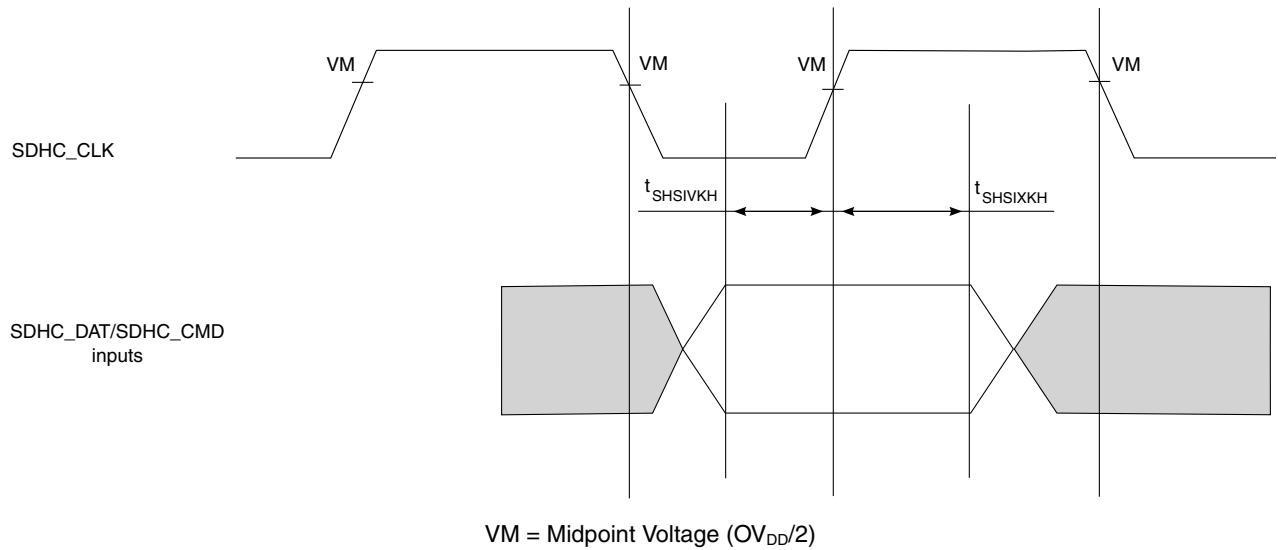 VM VM VM VM
SDHC_CLK
tSHSIVKH tSHSIXKH
SDHC_DAT/SDHC_CMD
inputs
VM = Midpoint Voltage (OVDD/2)